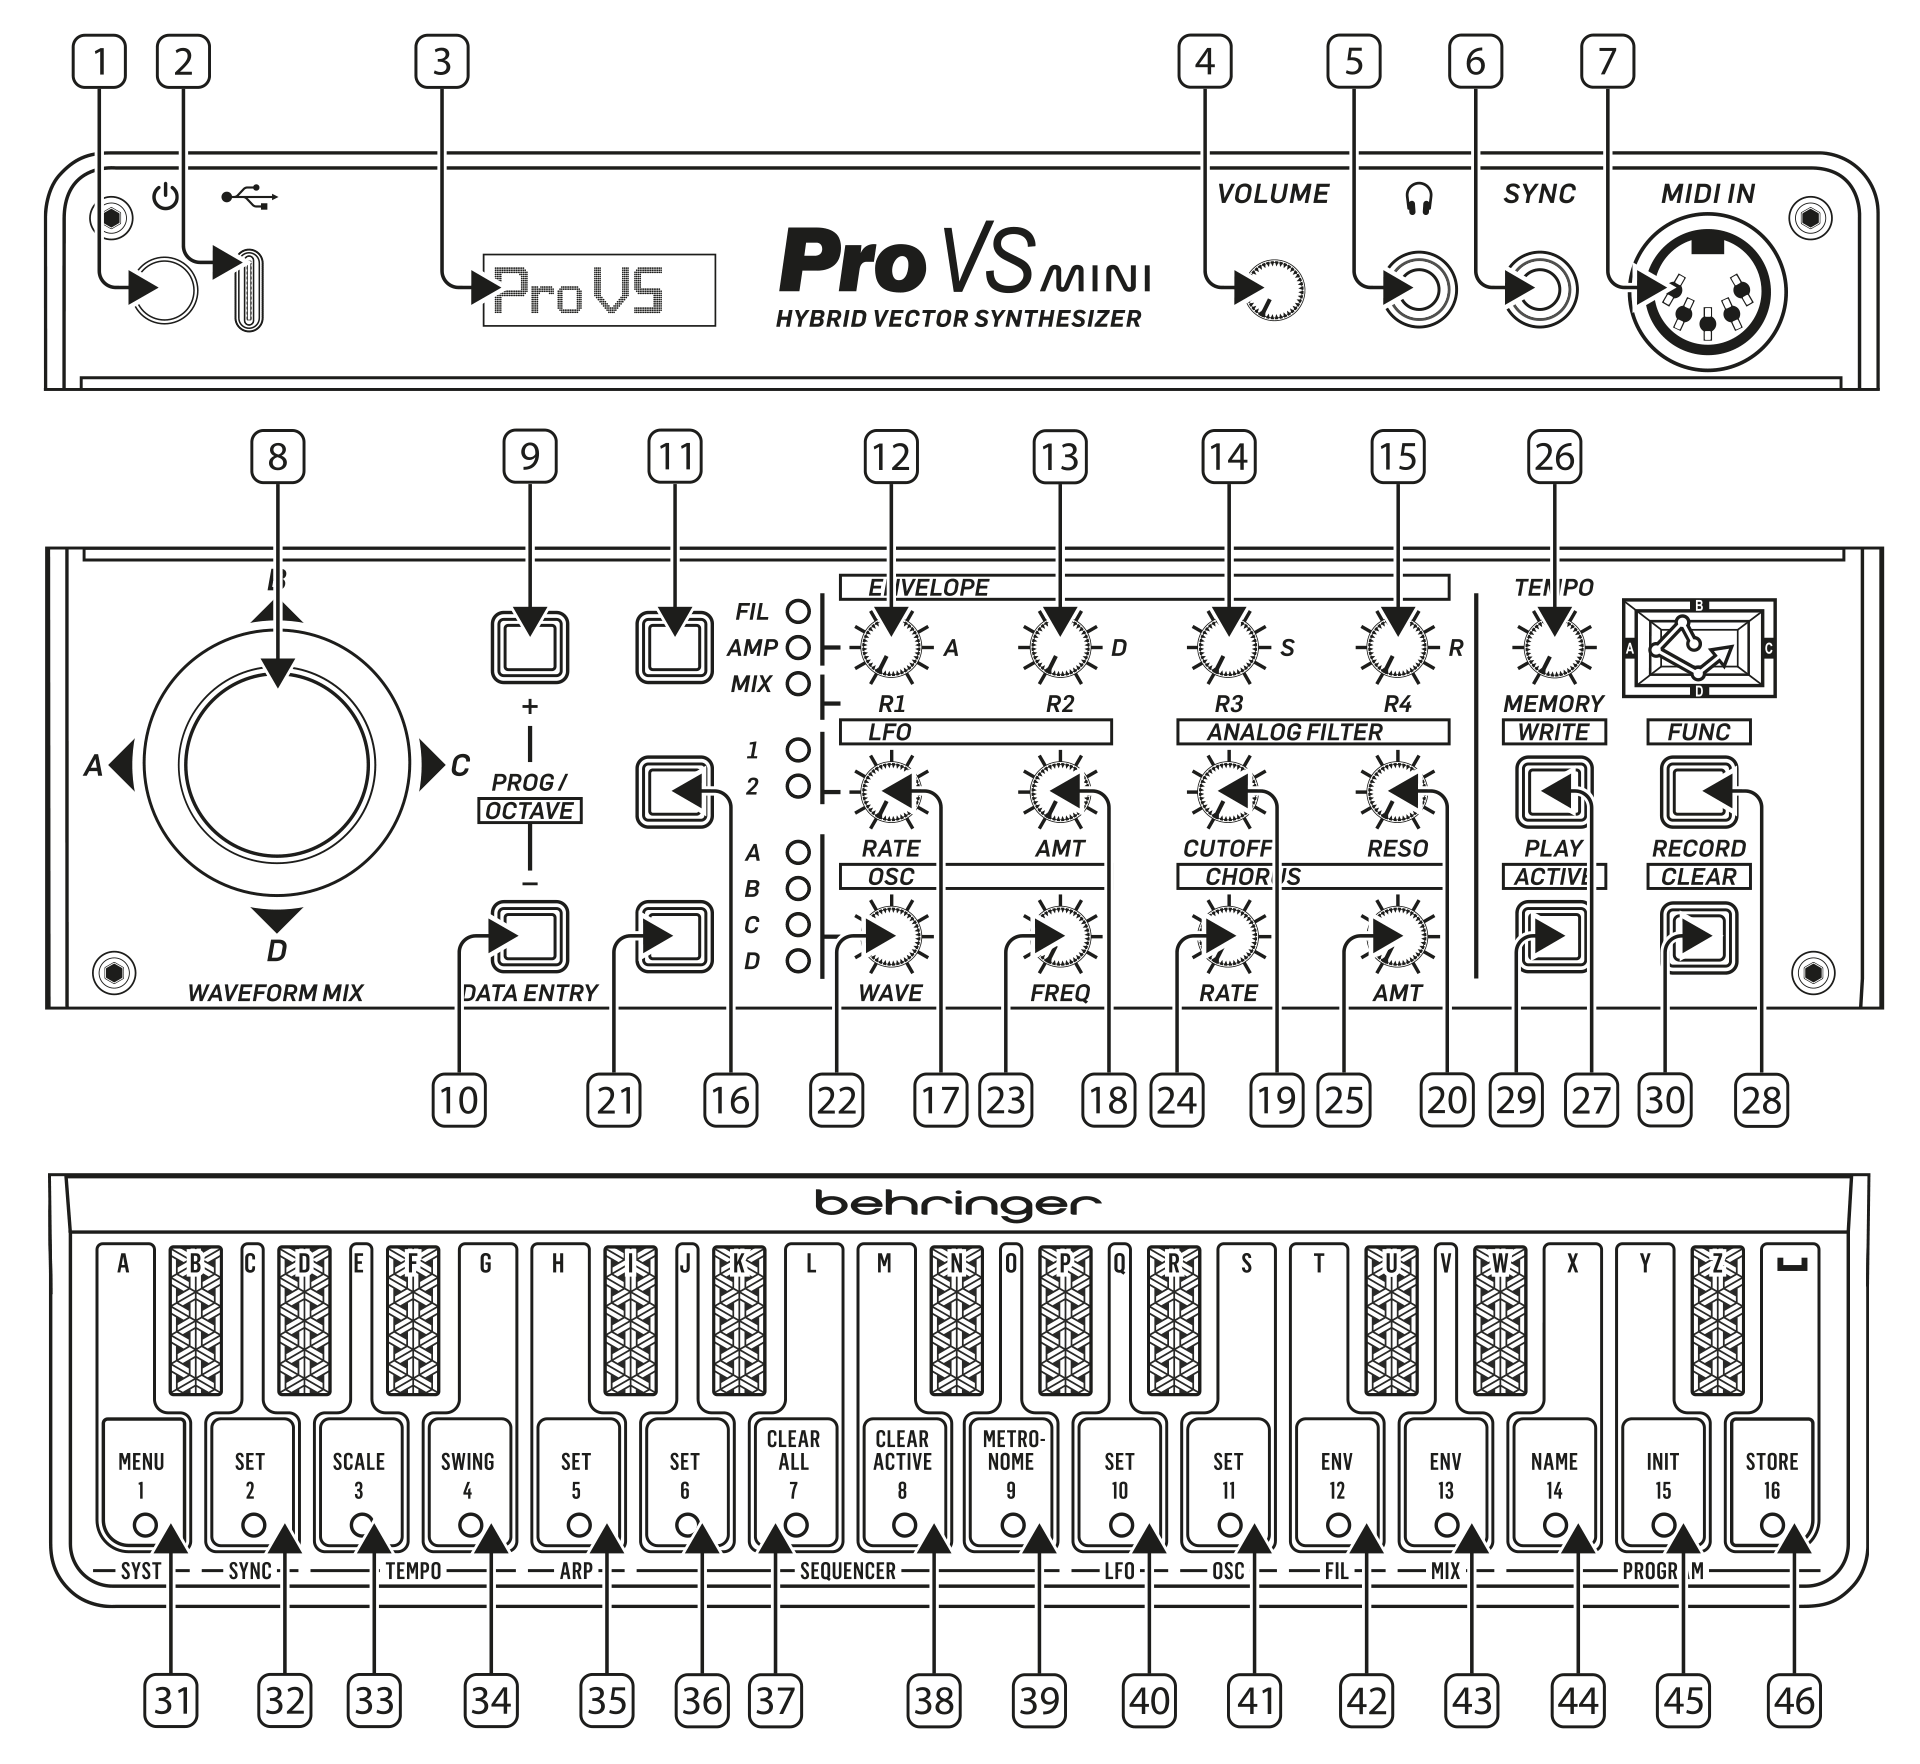 1 2 3 4 5 6 7
VOLUME SYNC MIDI IN
Pro VS
Pro VS MINI
HYBRID VECTOR SYNTHESIZER
8 9 11 12 13 14 15 26
B
ENVELOPE TEMPO
FIL
AMP A D S R
MIX
B
A C
D
+
R1 R2 R3 R4 MEMORY
LFO ANALOG FILTER WRITE FUNC
1
2
A C
PROG /
OCTAVE
RATE AMT CUTOFF RESO PLAY RECORD
OSC CHORUS ACTIVE CLEAR
A
B
C
D
–
D
WAVEFORM MIX DATA ENTRY WAVE FREQ RATE AMT
10 21 16 22 17 23 18 24 19 25 20 29 27 30 28
behringer
A B C D E F G H I J K L M N O P Q R S T U V W X Y Z
MENU SET SCALE SWING SET SET CLEAR ALL CLEAR ACTIVE METRO-NOME SET SET ENV ENV NAME INIT STORE
1 2 3 4 5 6 7 8 9 10 11 12 13 14 15 16
SYST SYNC TEMPO ARP SEQUENCER LFO OSC FIL MIX PROGRAM
31 32 33 34 35 36 37 38 39 40 41 42 43 44 45 46